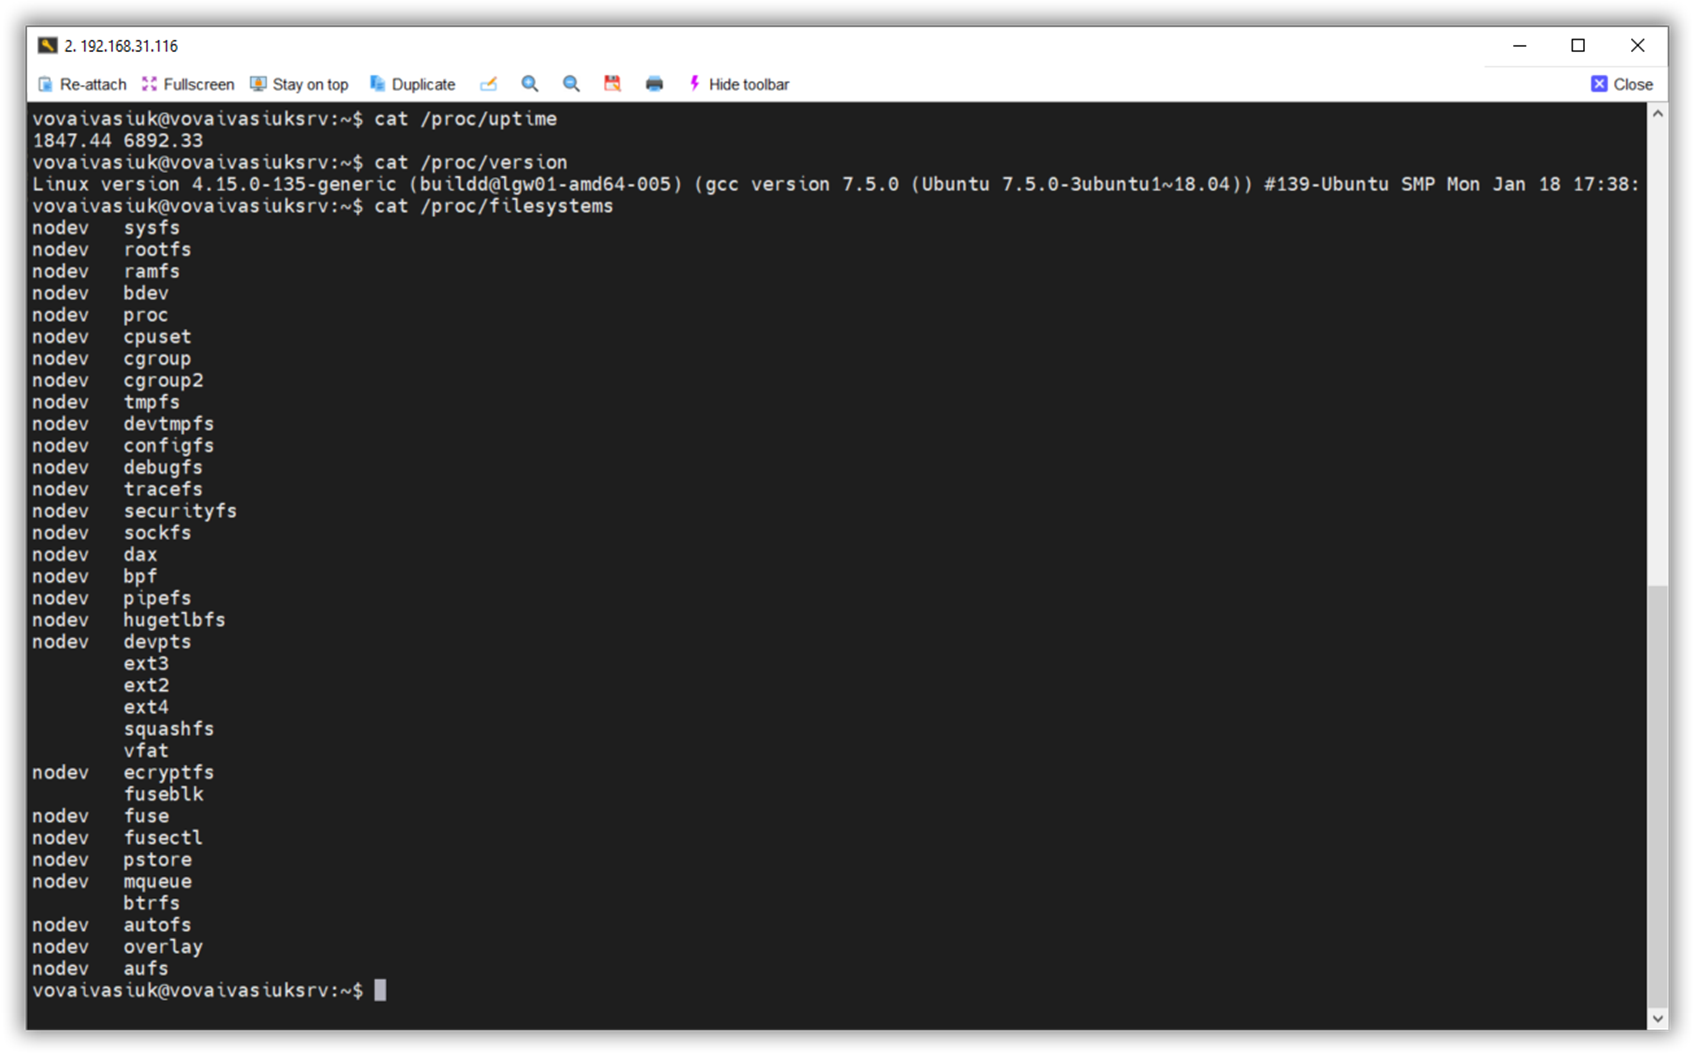 2. 192.168.31.116
Re-attach Fullscreen Stay on top Duplicate Hide toolbar Close
vovaivasiuk@vovaivasiuksrv:~$ cat /proc/uptime
1847.44 6892.33
vovaivasiuk@vovaivasiuksrv:~$ cat /proc/version
Linux version 4.15.0-135-generic (buildd@lgw01-amd64-005) (gcc version 7.5.0 (Ubuntu 7.5.0-3ubuntu1~18.04)) #139-Ubuntu SMP Mon Jan 18 17:38:
vovaivasiuk@vovaivasiuksrv:~$ cat /proc/filesystems
nodev	sysfs
nodev	rootfs
nodev	ramfs
nodev	bdev
nodev	proc
nodev	cpuset
nodev	cgroup
nodev	cgroup2
nodev	tmpfs
nodev	devtmpfs
nodev	configfs
nodev	debugfs
nodev	tracefs
nodev	securityfs
nodev	sockfs
nodev	dax
nodev	bpf
nodev	pipefs
nodev	hugetlbfs
nodev	devpts
	ext3
	ext2
	ext4
	squashfs
	vfat
nodev	ecryptfs
	fuseblk
nodev	fuse
nodev	fusectl
nodev	pstore
nodev	mqueue
	btrfs
nodev	autofs
nodev	overlay
nodev	aufs
vovaivasiuk@vovaivasiuksrv:~$